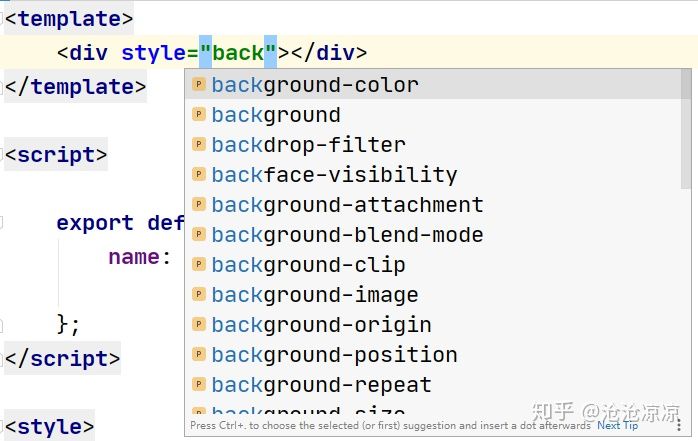 <template>
<div style="back"></div>
</template>
background-color
background
backdrop-filter
backface-visibility
background-attachment
background-blend-mode
background-clip
background-image
background-origin
background-position
background-repeat
background-size
Press Ctrl+. to choose the selected (or first) suggestion and insert a dot afterwards Next Tip
<script>
export def
name:
};
</script>
<style>
知乎 @沧沧凉凉